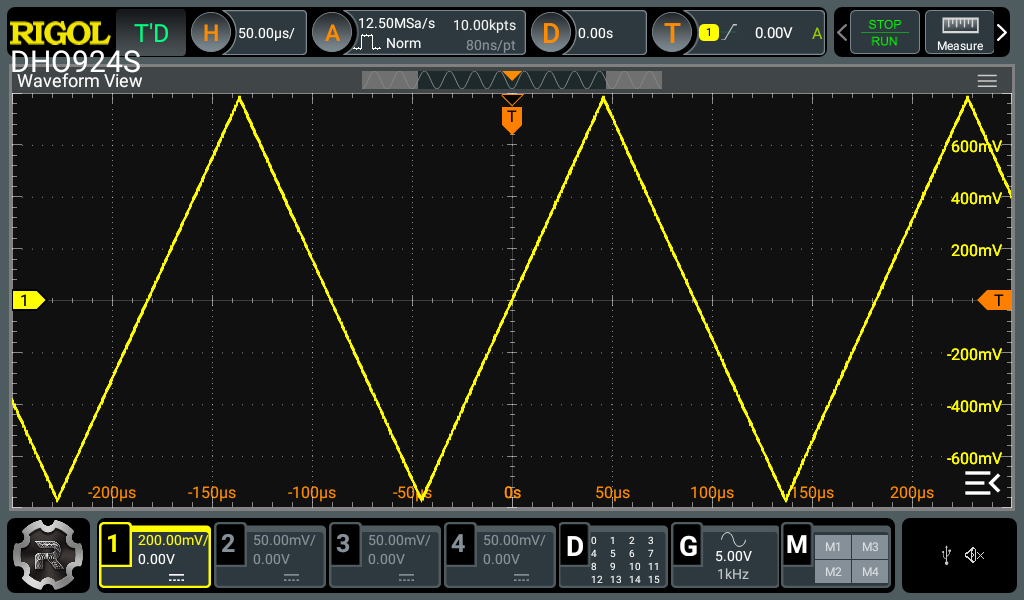 RIGOL T'D H 50.00µs/ A 12.50MSa/s 10.00kpts D 0.00s T 1 0.00V A STOP
Norm 80ns/pt RUN Measure
DHO924S
Waveform View
T
600mV
400mV
200mV
1 T
-200mV
-400mV
-600mV
-200µs -150µs -100µs -50µs 0s 50µs 100µs 150µs 200µs
1 200.00mV/ 2 50.00mV/ 3 50.00mV/ 4 50.00mV/ D 0 1 2 3 G 5.00V M M1 M3
0.00V 0.00V 0.00V 0.00V 4 5 6 7 1kHz M2 M4
8 9 10 11
12 13 14 15
R